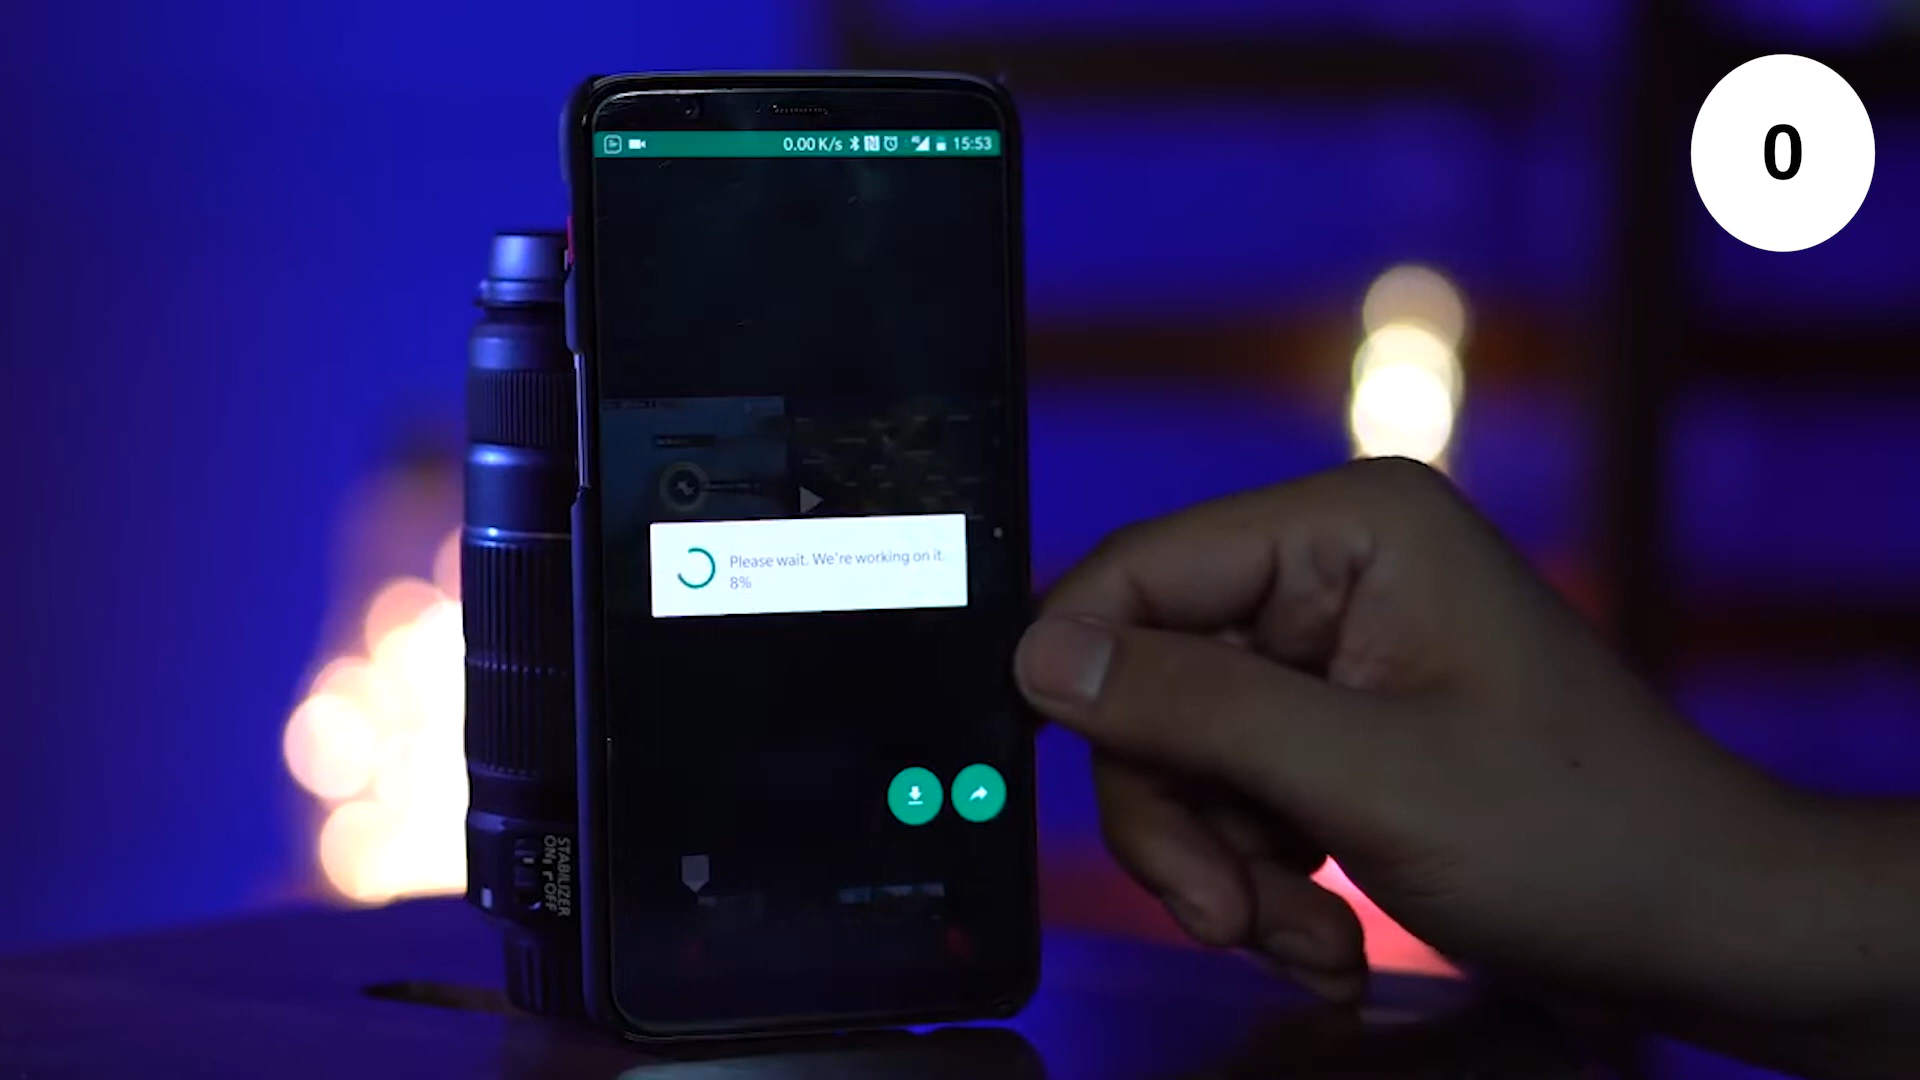 0
0.00 K/s 15:53
Please wait. We're working on it.
8%
STABILIZER
ON OFF